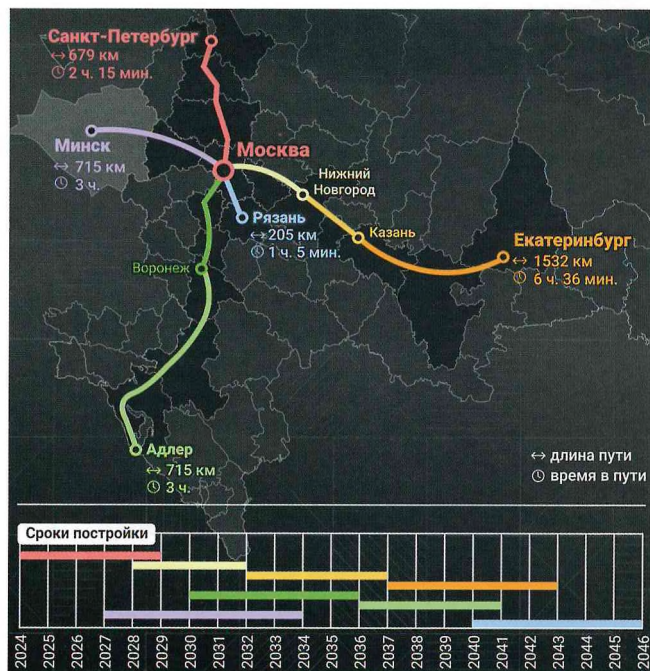 Санкт-Петербург
↔ 679 км
2 ч. 15 мин.
Минск
↔ 715 км
3 ч.
Москва
Нижний
Новгород
Рязань
↔ 205 км
1 ч. 5 мин.
Казань
Екатеринбург
↔ 1532 км
6 ч. 36 мин.
Воронеж
Адлер
↔ 715 км
3 ч.
↔ длина пути
время в пути
Сроки постройки
2024
2026
2027
2028
2029
2030
2031
2032
2033
2034
2035
2036
2037
2038
2039
2040
2041
2042
2043
2044
2045
2046